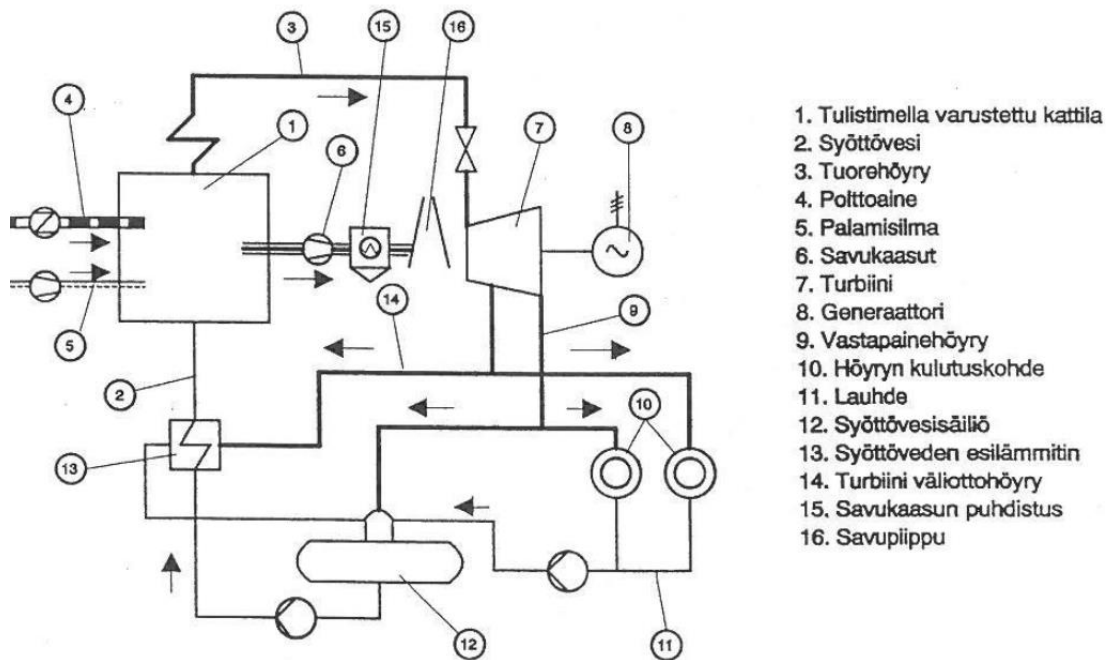 3
15
16
4
1
6
7
8
5
14
9
2
10
13
12
11
1. Tulistimella varustettu kattila
2. Syöttövesi
3. Tuorehöyry
4. Polttoaine
5. Palamisilma
6. Savukaasut
7. Turbiini
8. Generaattori
9. Vastapainehöyry
10. Höyryn kulutuskohde
11. Lauhde
12. Syöttövesisäiliö
13. Syöttöveden esilämmitin
14. Turbiini väliottohöyry
15. Savukaasun puhdistus
16. Savupiippu